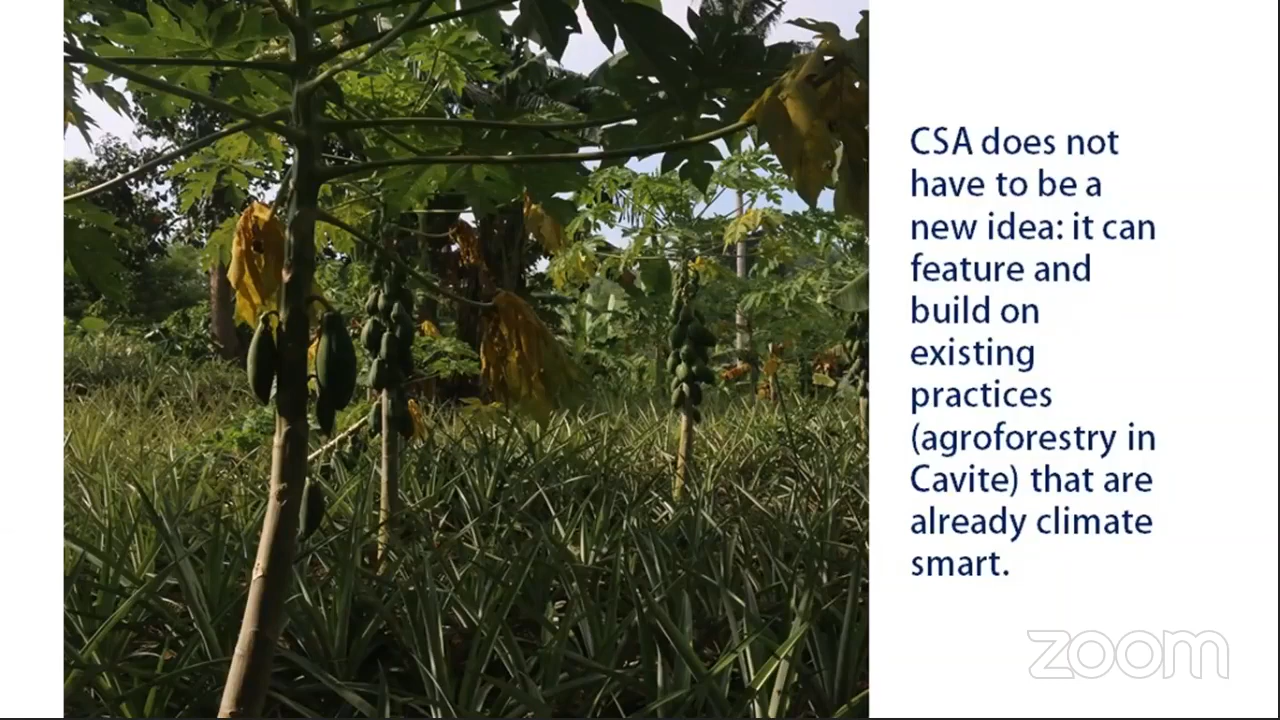 CSA does not
have to be a
new idea: it can
feature and
build on
existing
practices
(agroforestry in
Cavite) that are
already climate
smart.
zoom